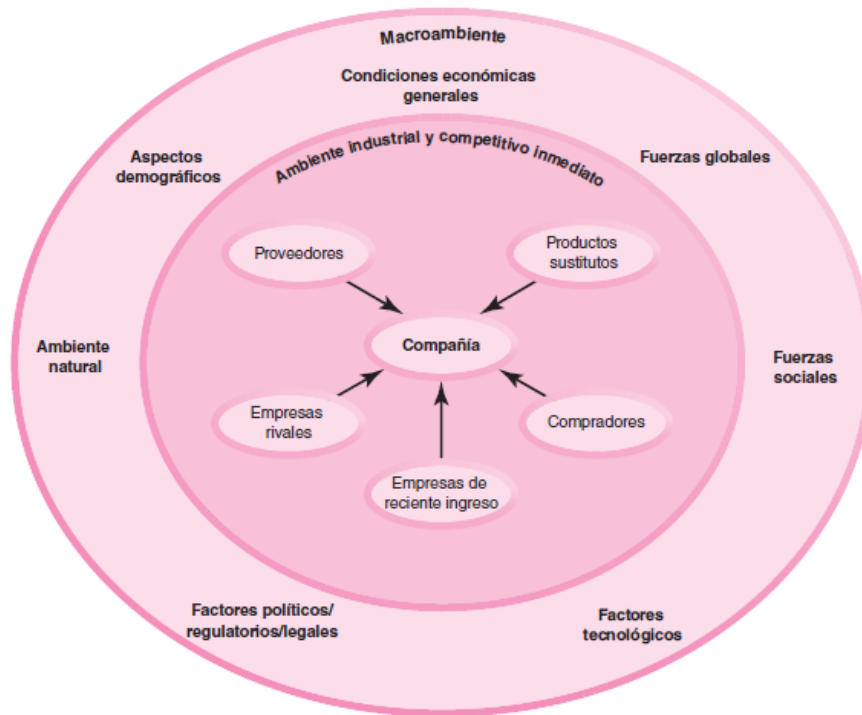 Macroambiente
Condiciones económicas
generales
Aspectos
demográficos
Fuerzas globales
Ambiente industrial y competitivo inmediato
Proveedores
Productos
sustitutos
Compañía
Ambiente
natural
Fuerzas
sociales
Empresas
rivales
Compradores
Empresas de
reciente ingreso
Factores políticos/
regulatorios/legales
Factores
tecnológicos